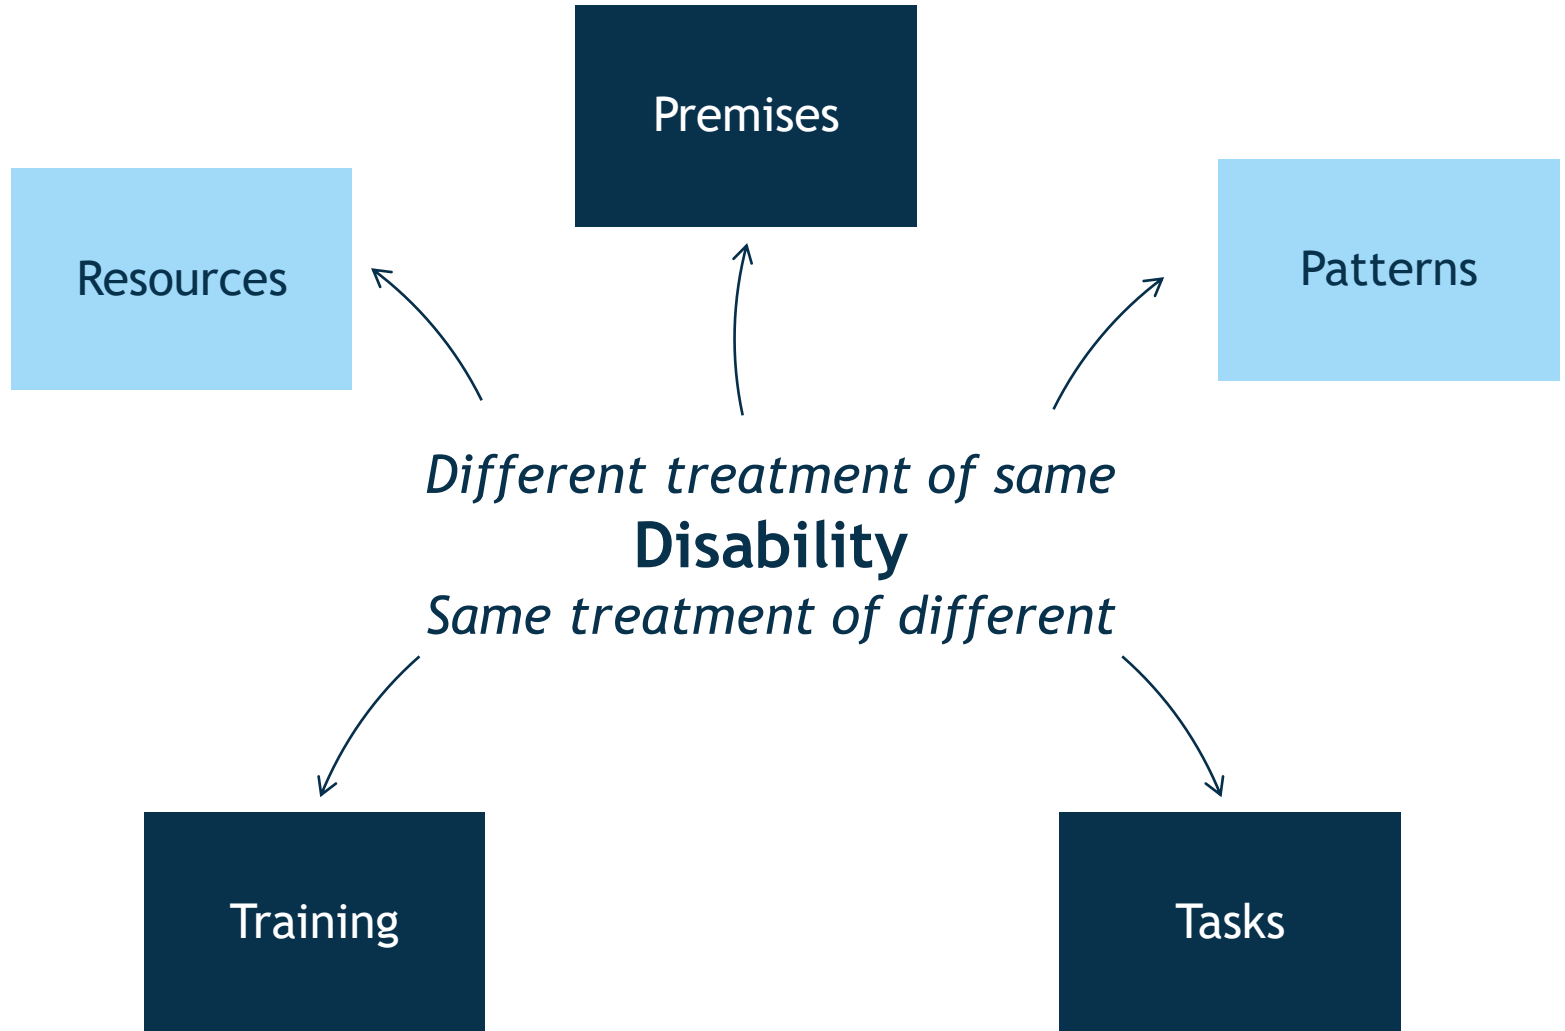 Premises
Resources
Patterns
Different treatment of same
Disability
Same treatment of different
Training
Tasks